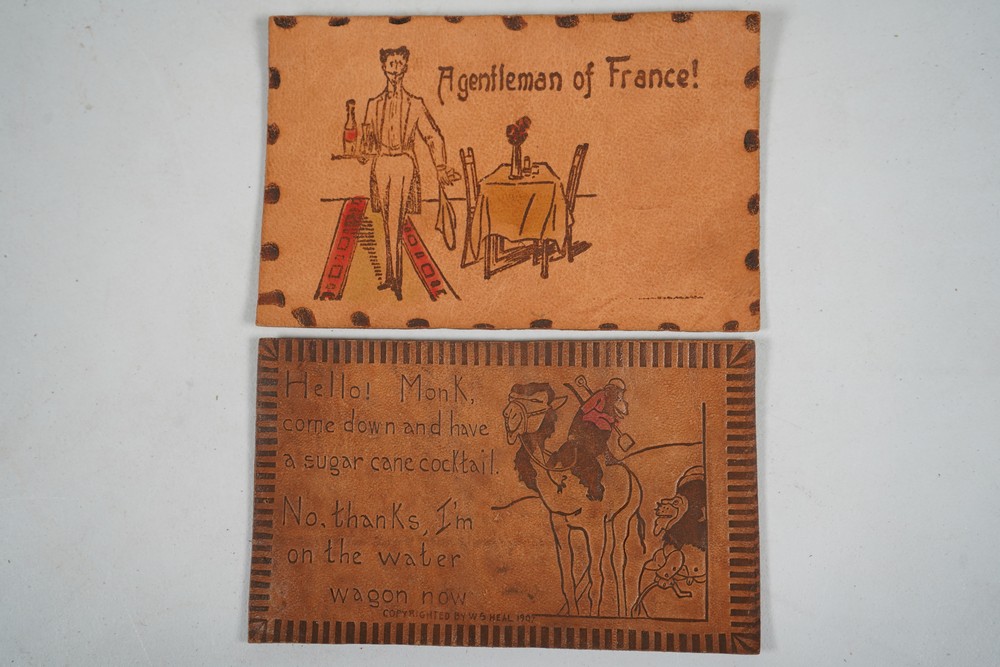 A gentleman of France!
Hello! Monk,
come down and have
a sugar cane cocktail.
No, thanks, I'm
on the water
wagon now
COPYRIGHTED BY W S HEAL 190